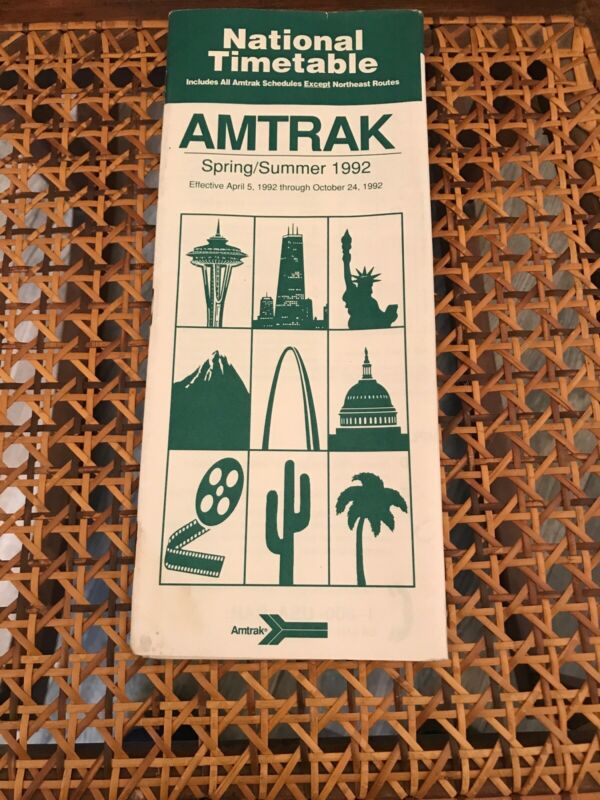 National
Timetable
Includes All Amtrak Schedules Except Northeast Routes
AMTRAK
Spring/Summer 1992
Effective April 5, 1992 through October 24, 1992
Amtrak®